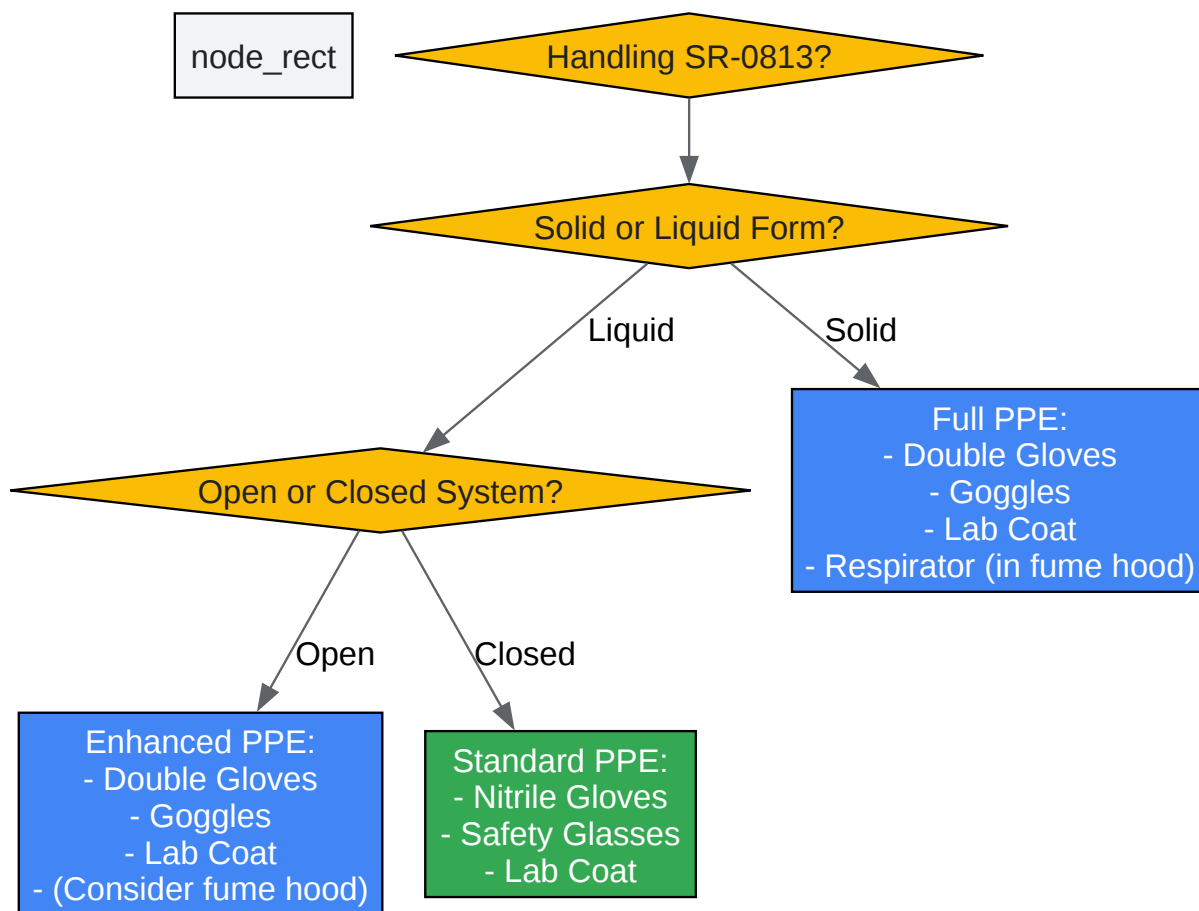 node_rect
Handling SR-0813?
Solid or Liquid Form?
Liquid
Solid
Full PPE:
- Double Gloves
- Goggles
- Lab Coat
- Respirator (in fume hood)
Open or Closed System?
Open
Closed
Enhanced PPE:
- Double Gloves
- Goggles
- Lab Coat
- (Consider fume hood)
Standard PPE:
- Nitrile Gloves
- Safety Glasses
- Lab Coat